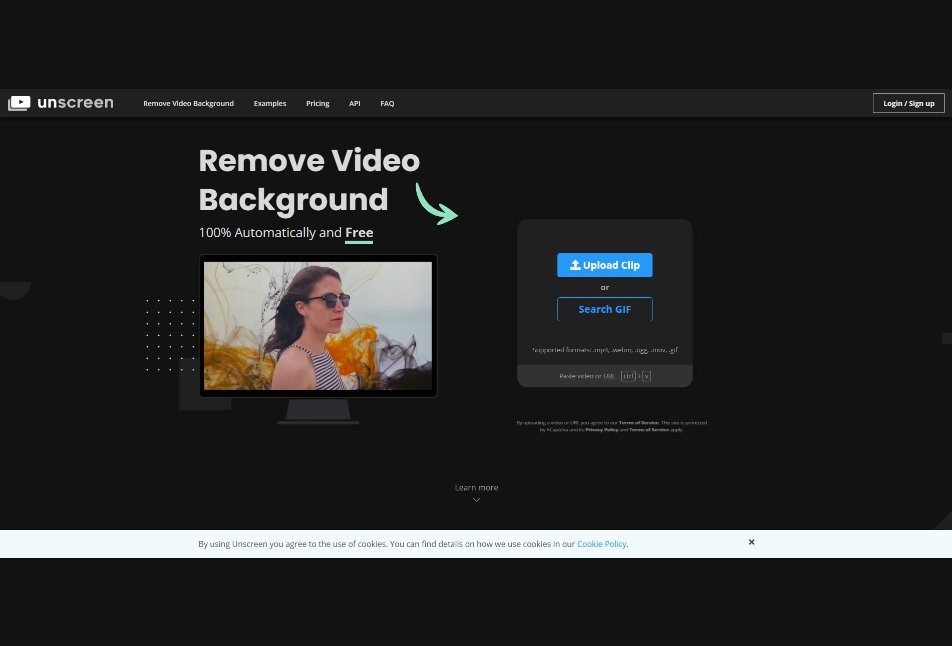 unscreen
Remove Video Background
Examples
Pricing
API
FAQ
Login / Sign up
Remove Video
Background
100% Automatically and Free
Upload Clip
or
Search GIF
Supported formats: .mp4, .webm, .ogg, .mov, .gif
Paste video or URL ctrl + v
By uploading a video or URL you agree to our Terms of Service. This site is protected
by hCaptcha and its Privacy Policy and Terms of Service apply.
Learn more
By using Unscreen you agree to the use of cookies. You can find details on how we use cookies in our Cookie Policy.